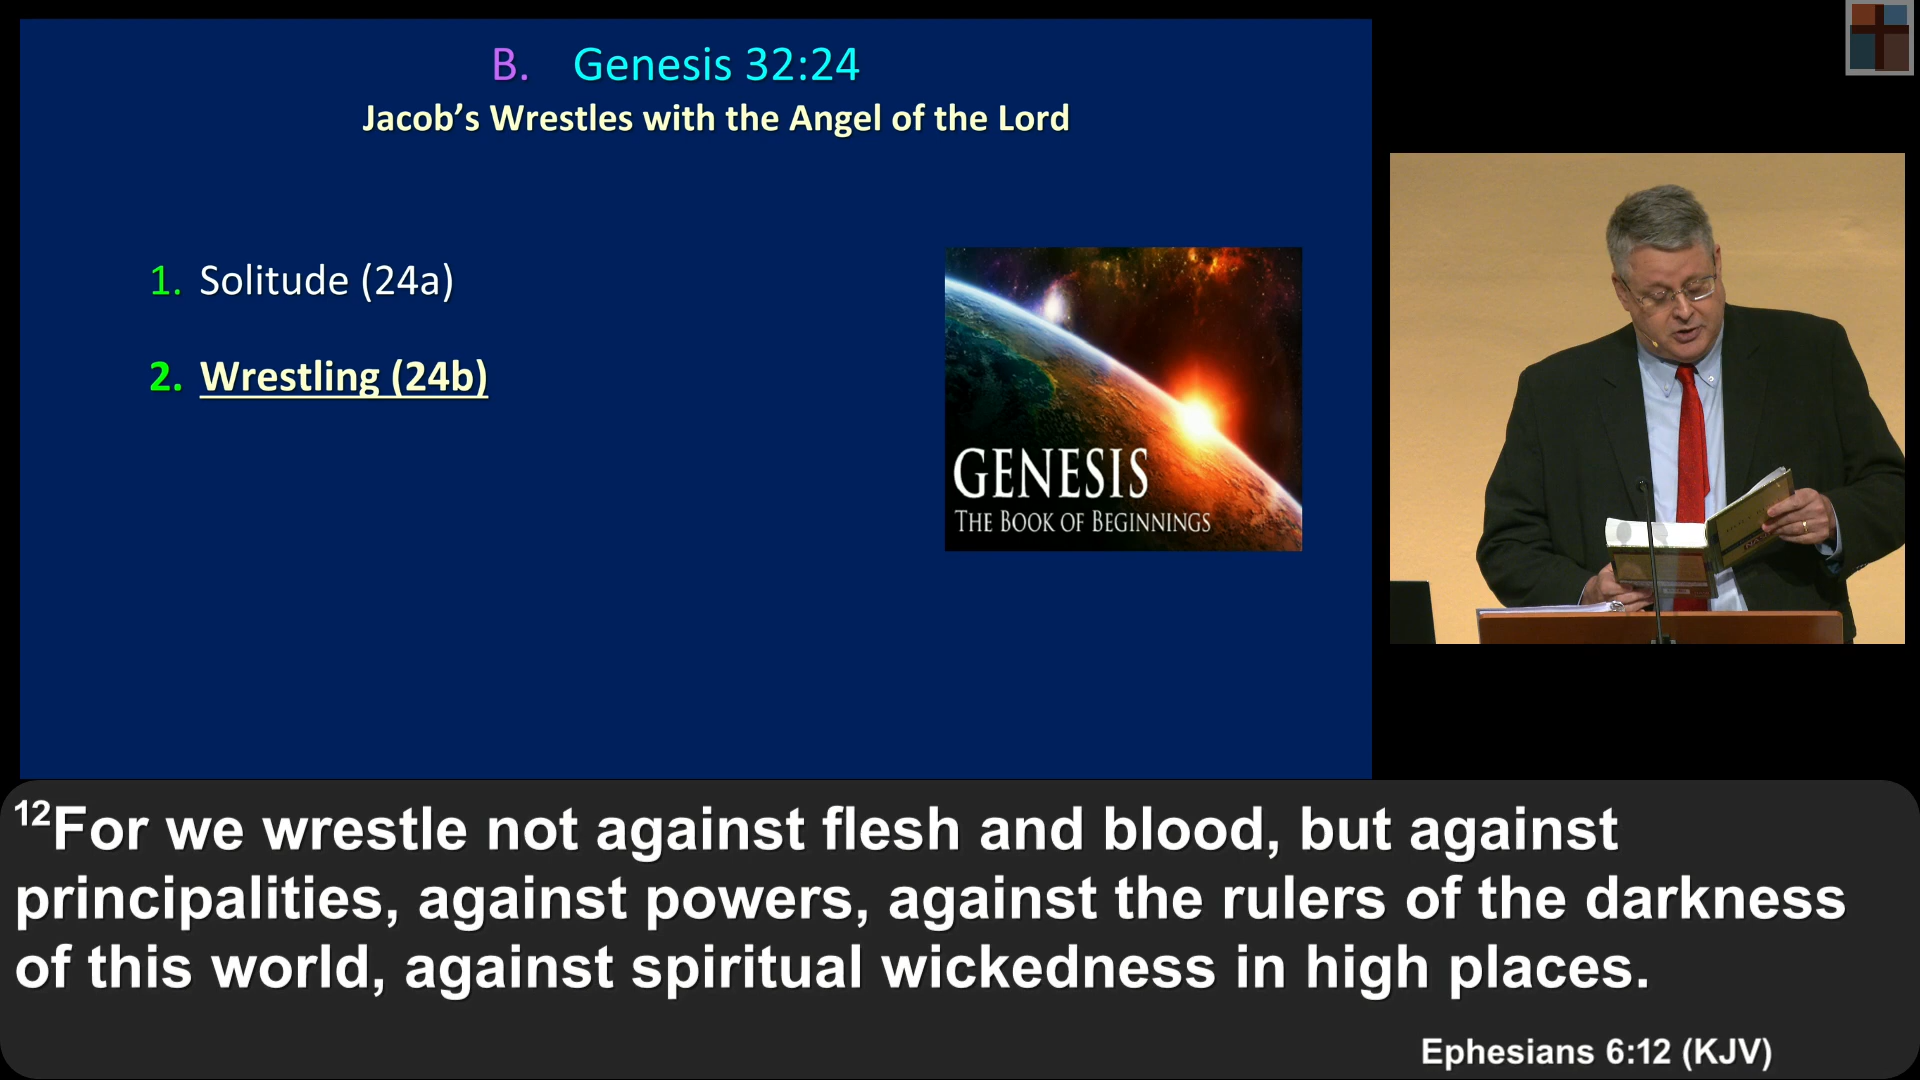 B. Genesis 32:24
Jacob’s Wrestles with the Angel of the Lord
1. Solitude (24a)
2. Wrestling (24b)
GENESIS
THE BOOK OF BEGINNINGS
12For we wrestle not against flesh and blood, but against
principalities, against powers, against the rulers of the darkness
of this world, against spiritual wickedness in high places.
Ephesians 6:12 (KJV)